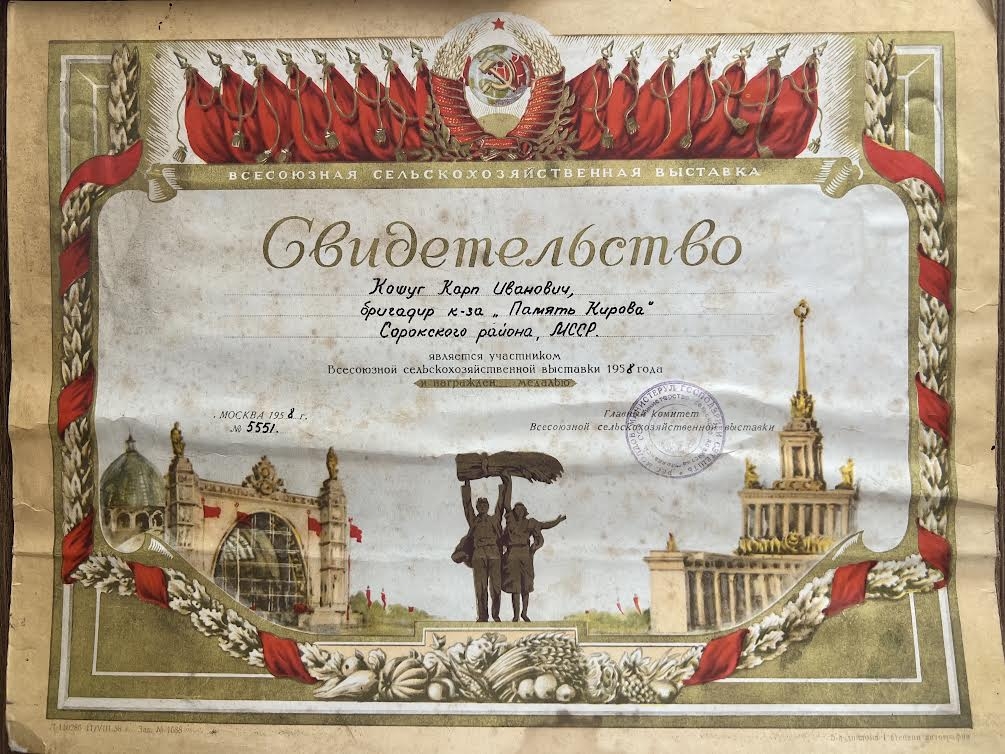 ВСЕСОЮЗНАЯ СЕЛЬСКОХОЗЯЙСТВЕННАЯ ВЫСТАВКА
Свидетельство
Кошуг Карп Иванович,
бригадир к-за „Память Кирова"
Сорокского района, МССР.
является участником
Всесоюзной сельскохозяйственной выставки 1958 года
и награжден медалью
МОСКВА 1958 г.
№ 5551.
Главный комитет
Всесоюзной сельскохозяйственной выставки